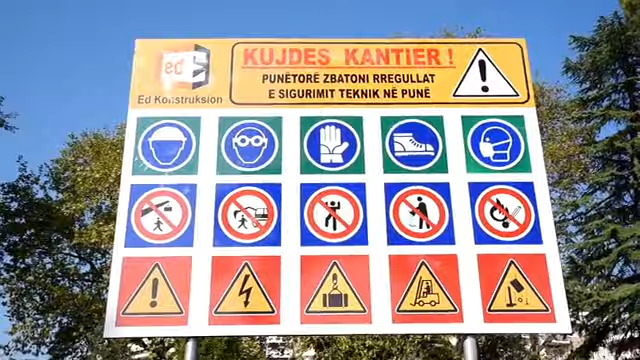 ed
Ed Konstruksion
KUJDES KANTIER !
PUNËTORË ZBATONI RREGULLAT
E SIGURIMIT TEKNIK NË PUNË